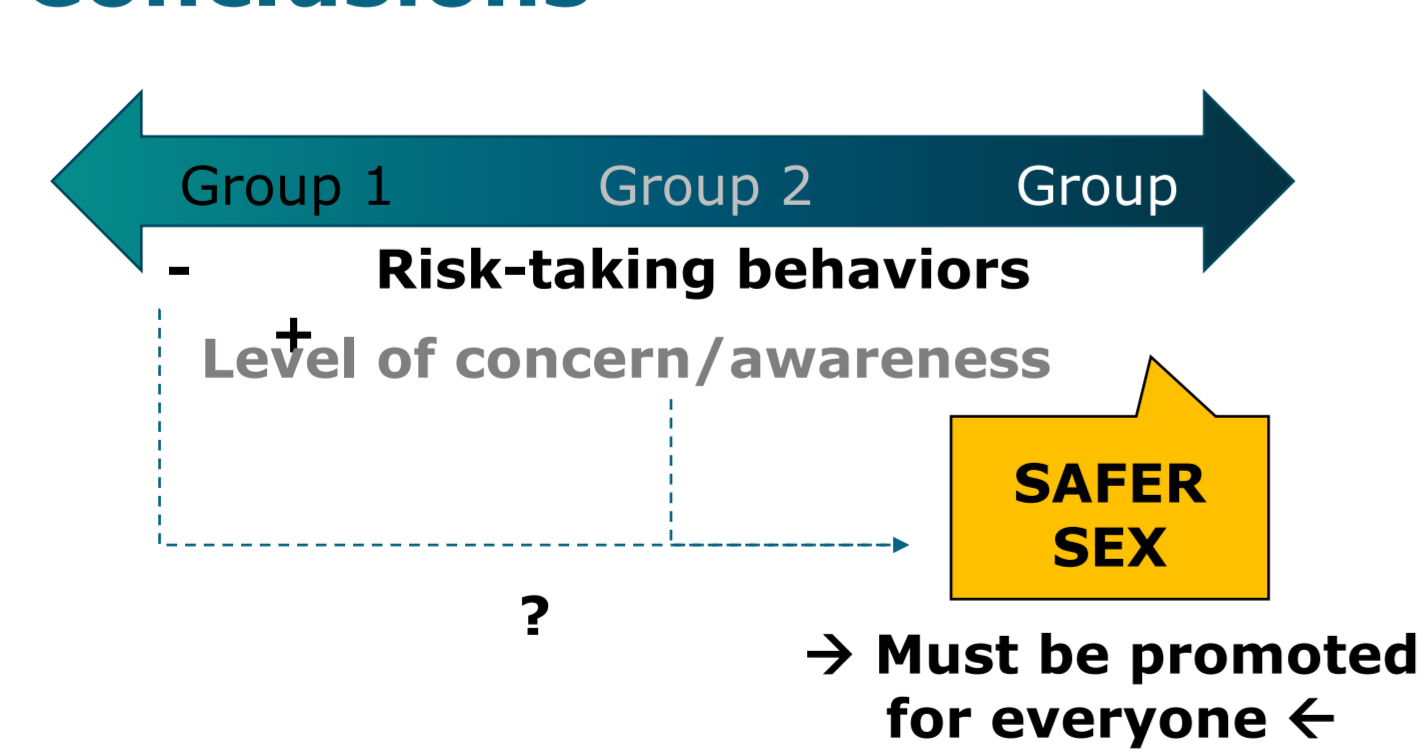 Conclusions
Group 1 Group 2 Group
- Risk-taking behaviors
+
Level of concern/awareness
SAFER
SEX
?
→ Must be promoted
for everyone ←